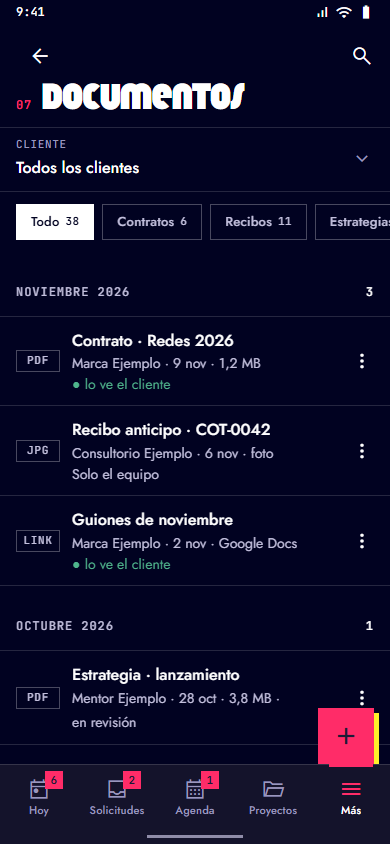 9:41
07 DOCUMENTOS
CLIENTE
Todos los clientes
Todo 38
Contratos 6
Recibos 11
Estrategias
NOVIEMBRE 2026 3
PDF
Contrato · Redes 2026
Marca Ejemplo · 9 nov · 1,2 MB
● lo ve el cliente
JPG
Recibo anticipo · COT-0042
Consultorio Ejemplo · 6 nov · foto
Solo el equipo
LINK
Guiones de noviembre
Marca Ejemplo · 2 nov · Google Docs
● lo ve el cliente
OCTUBRE 2026 1
PDF
Estrategia · lanzamiento
Mentor Ejemplo · 28 oct · 3,8 MB ·
en revisión
+
6 2 1
Hoy Solicitudes Agenda Proyectos Más